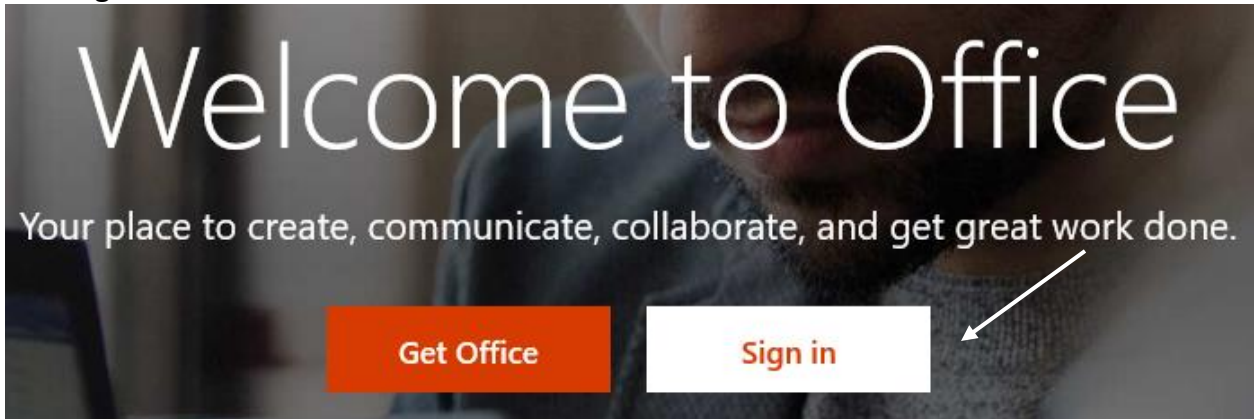 Welcome to Office
Your place to create, communicate, collaborate, and get great work done.
Get Office
Sign in